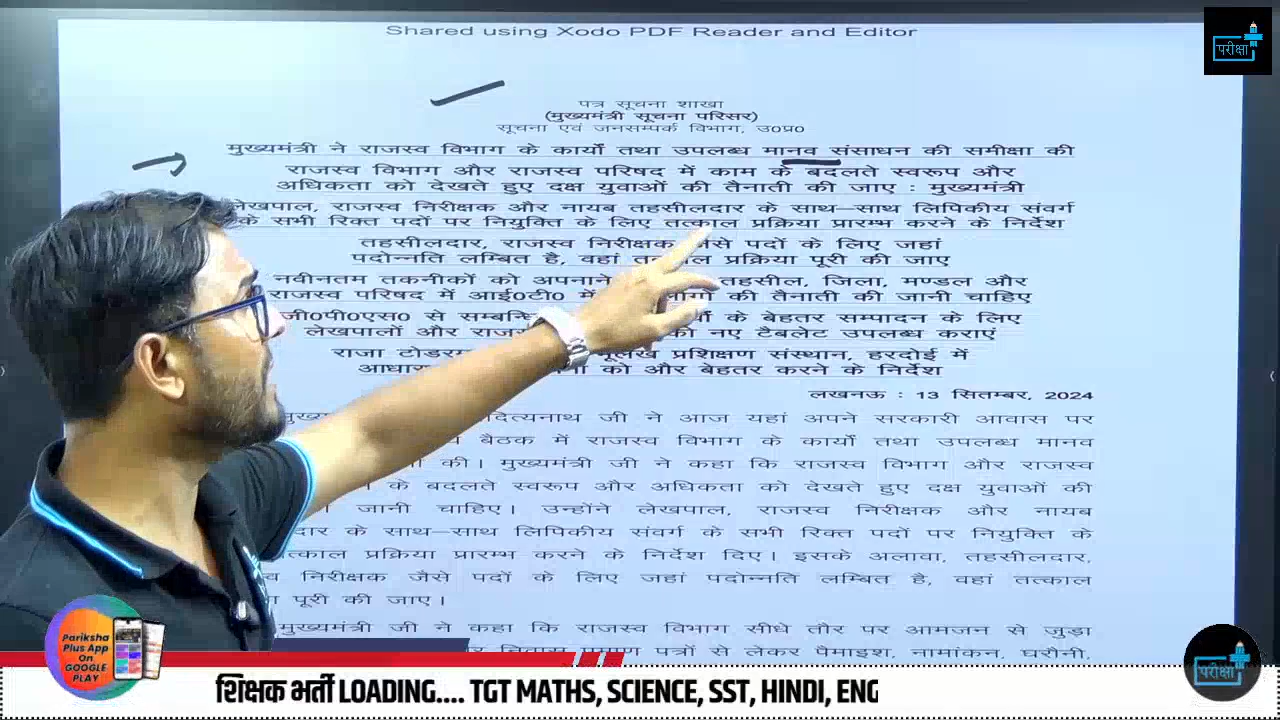 Shared using Xodo PDF Reader and Editor
परीक्षा
पत्र सूचना शाखा
(मुख्यमंत्री सूचना परिसर)
सूचना एवं जनसम्पर्क विभाग, उ0प्र0
मुख्यमंत्री ने राजस्व विभाग के कार्यों तथा उपलब्ध मानव संसाधन की समीक्षा की
राजस्व विभाग और राजस्व परिषद में काम के बदलते स्वरूप और
अधिकता को देखते हुए दक्ष युवाओं की तैनाती की जाए : मुख्यमंत्री
लेखपाल, राजस्व निरीक्षक और नायब तहसीलदार के साथ–साथ लिपिकीय संवर्ग
के सभी रिक्त पदों पर नियुक्ति के लिए तत्काल प्रक्रिया प्रारम्भ करने के निर्देश
तहसीलदार, राजस्व निरीक्षक जैसे पदों के लिए जहां
पदोन्नति लम्बित है, वहां तत्काल प्रक्रिया पूरी की जाए
नवीनतम तकनीकों को अपनाने तहसील, जिला, मण्डल और
राजस्व परिषद में आई0टी0 में की तैनाती की जानी चाहिए
जी0पी0एस0 से के बेहतर सम्पादन के लिए
लेखपालों और को नए टैबलेट उपलब्ध कराएं
राजा भूलेख प्रशिक्षण संस्थान, हरदोई में
को और बेहतर करने के निर्देश
लखनऊ : 13 सितम्बर, 2024
जी ने आज यहां अपने सरकारी आवास पर
बैठक में राजस्व विभाग के कार्यों तथा उपलब्ध मानव
की। मुख्यमंत्री जी ने कहा कि राजस्व विभाग और राजस्व
के बदलते स्वरूप और अधिकता को देखते हुए दक्ष युवाओं की
जानी चाहिए। उन्होंने लेखपाल, राजस्व निरीक्षक और नायब
के साथ–साथ लिपिकीय संवर्ग के सभी रिक्त पदों पर नियुक्ति के
तत्काल प्रक्रिया प्रारम्भ करने के निर्देश दिए। इसके अलावा, तहसीलदार,
निरीक्षक जैसे पदों के लिए जहां पदोन्नति लम्बित है, वहां तत्काल
पूरी की जाए।
मुख्यमंत्री जी ने कहा कि राजस्व विभाग सीधे तौर पर आमजन से जुड़ा
निवास प्रमाण पत्रों से लेकर पैमाइश, नामांकन, घरौनी,
Pariksha
Plus App
On
GOOGLE
PLAY
परीक्षा
शिक्षक भर्ती LOADING.... TGT MATHS, SCIENCE, SST, HINDI, ENG